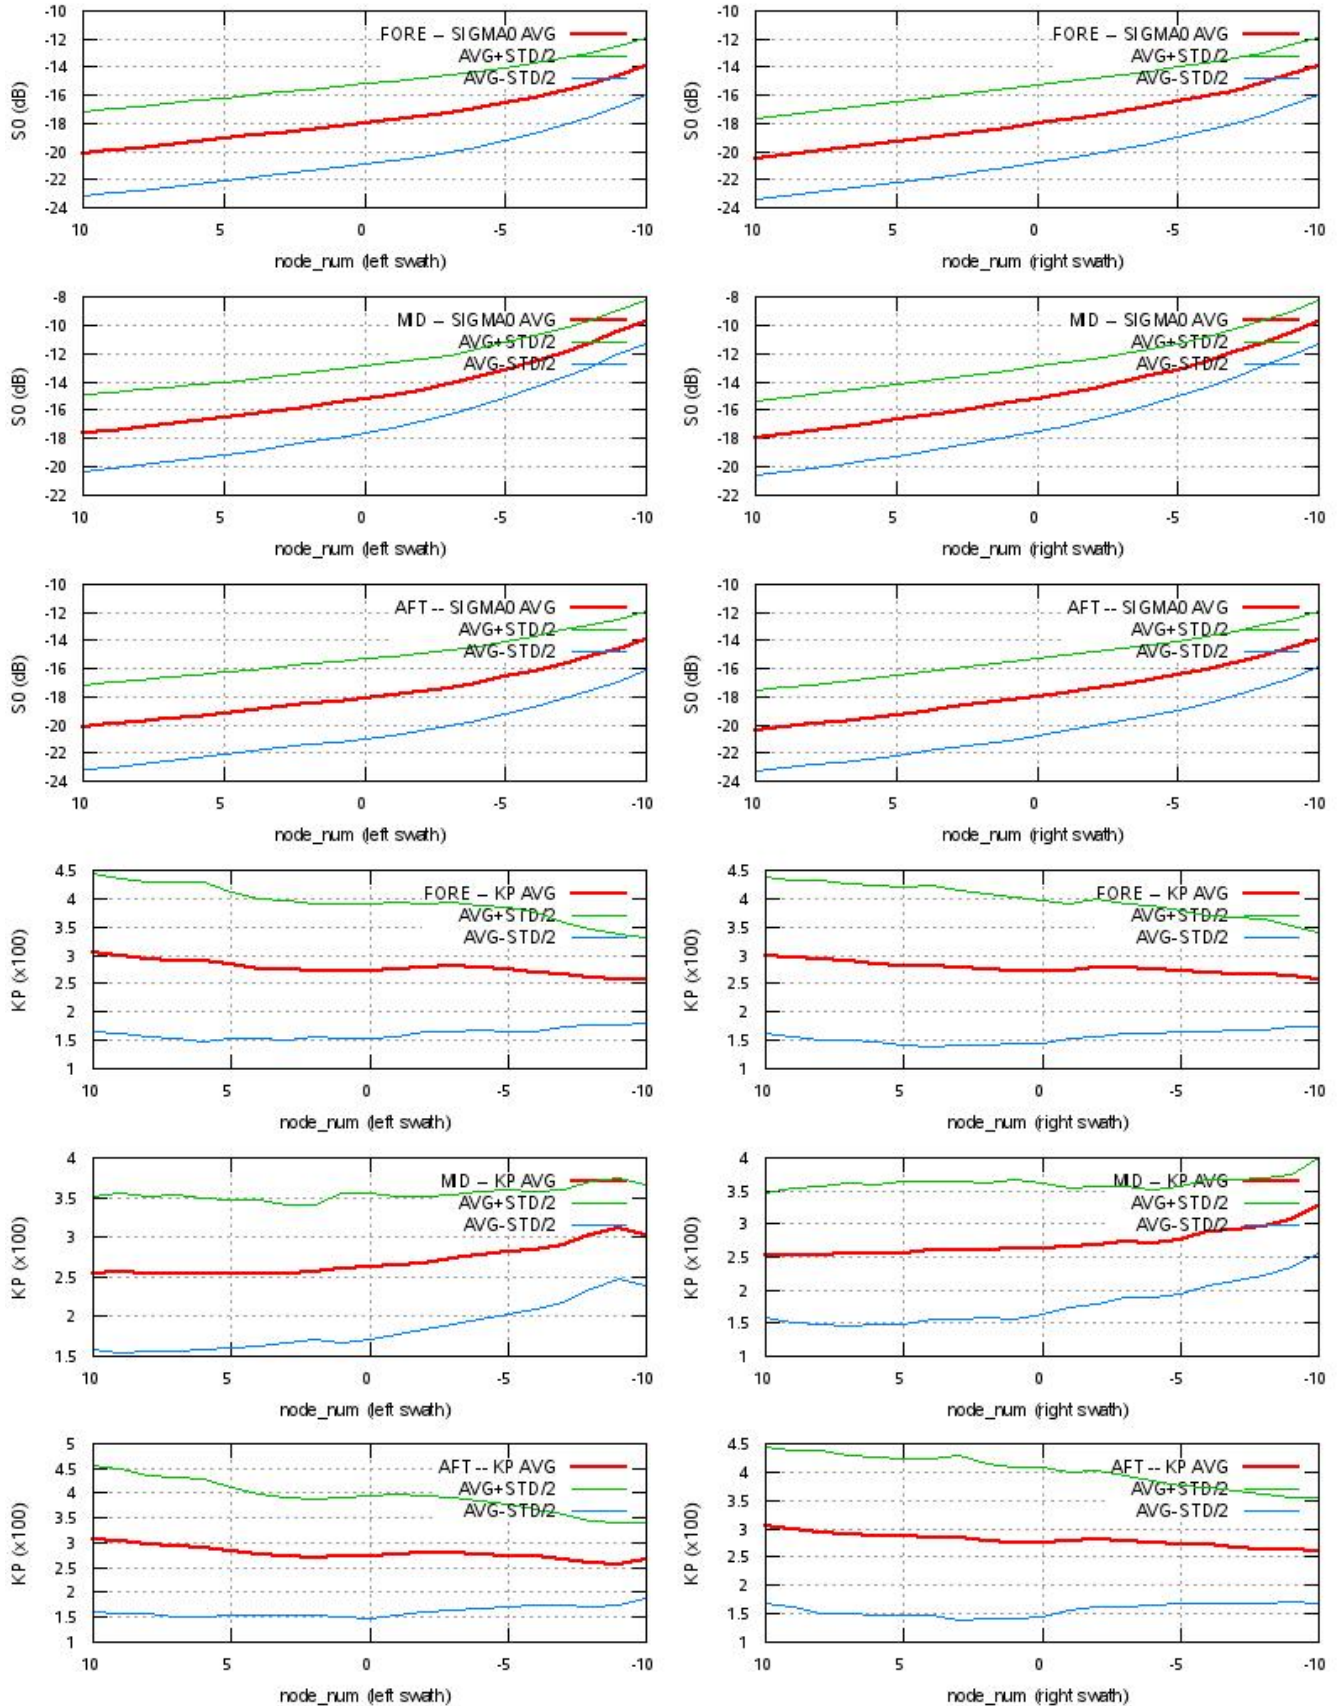 -10
-12
-14
-16
-18
-20
-22
-24
S0 (dB)
FORE -- SIGMA0 AVG
AVG+STD/2
AVG-STD/2
10 5 0 -5 -10
node_num (left swath)
-10
-12
-14
-16
-18
-20
-22
-24
S0 (dB)
FORE -- SIGMA0 AVG
AVG+STD/2
AVG-STD/2
10 5 0 -5 -10
node_num (right swath)
-8
-10
-12
-14
-16
-18
-20
-22
S0 (dB)
MID -- SIGMA0 AVG
AVG+STD/2
AVG-STD/2
10 5 0 -5 -10
node_num (left swath)
-8
-10
-12
-14
-16
-18
-20
-22
S0 (dB)
MID -- SIGMA0 AVG
AVG+STD/2
AVG-STD/2
10 5 0 -5 -10
node_num (right swath)
-10
-12
-14
-16
-18
-20
-22
-24
S0 (dB)
AFT -- SIGMA0 AVG
AVG+STD/2
AVG-STD/2
10 5 0 -5 -10
node_num (left swath)
-10
-12
-14
-16
-18
-20
-22
-24
S0 (dB)
AFT -- SIGMA0 AVG
AVG+STD/2
AVG-STD/2
10 5 0 -5 -10
node_num (right swath)
4.5
4
3.5
3
2.5
2
1.5
1
KP (x100)
FORE -- KP AVG
AVG+STD/2
AVG-STD/2
10 5 0 -5 -10
node_num (left swath)
4.5
4
3.5
3
2.5
2
1.5
1
KP (x100)
FORE -- KP AVG
AVG+STD/2
AVG-STD/2
10 5 0 -5 -10
node_num (right swath)
4
3.5
3
2.5
2
1.5
KP (x100)
MID -- KP AVG
AVG+STD/2
AVG-STD/2
10 5 0 -5 -10
node_num (left swath)
4
3.5
3
2.5
2
1.5
1
KP (x100)
MID -- KP AVG
AVG+STD/2
AVG-STD/2
10 5 0 -5 -10
node_num (right swath)
5
4.5
4
3.5
3
2.5
2
1.5
1
KP (x100)
AFT -- KP AVG
AVG+STD/2
AVG-STD/2
10 5 0 -5 -10
node_num (left swath)
4.5
4
3.5
3
2.5
2
1.5
1
KP (x100)
AFT -- KP AVG
AVG+STD/2
AVG-STD/2
10 5 0 -5 -10
node_num (right swath)